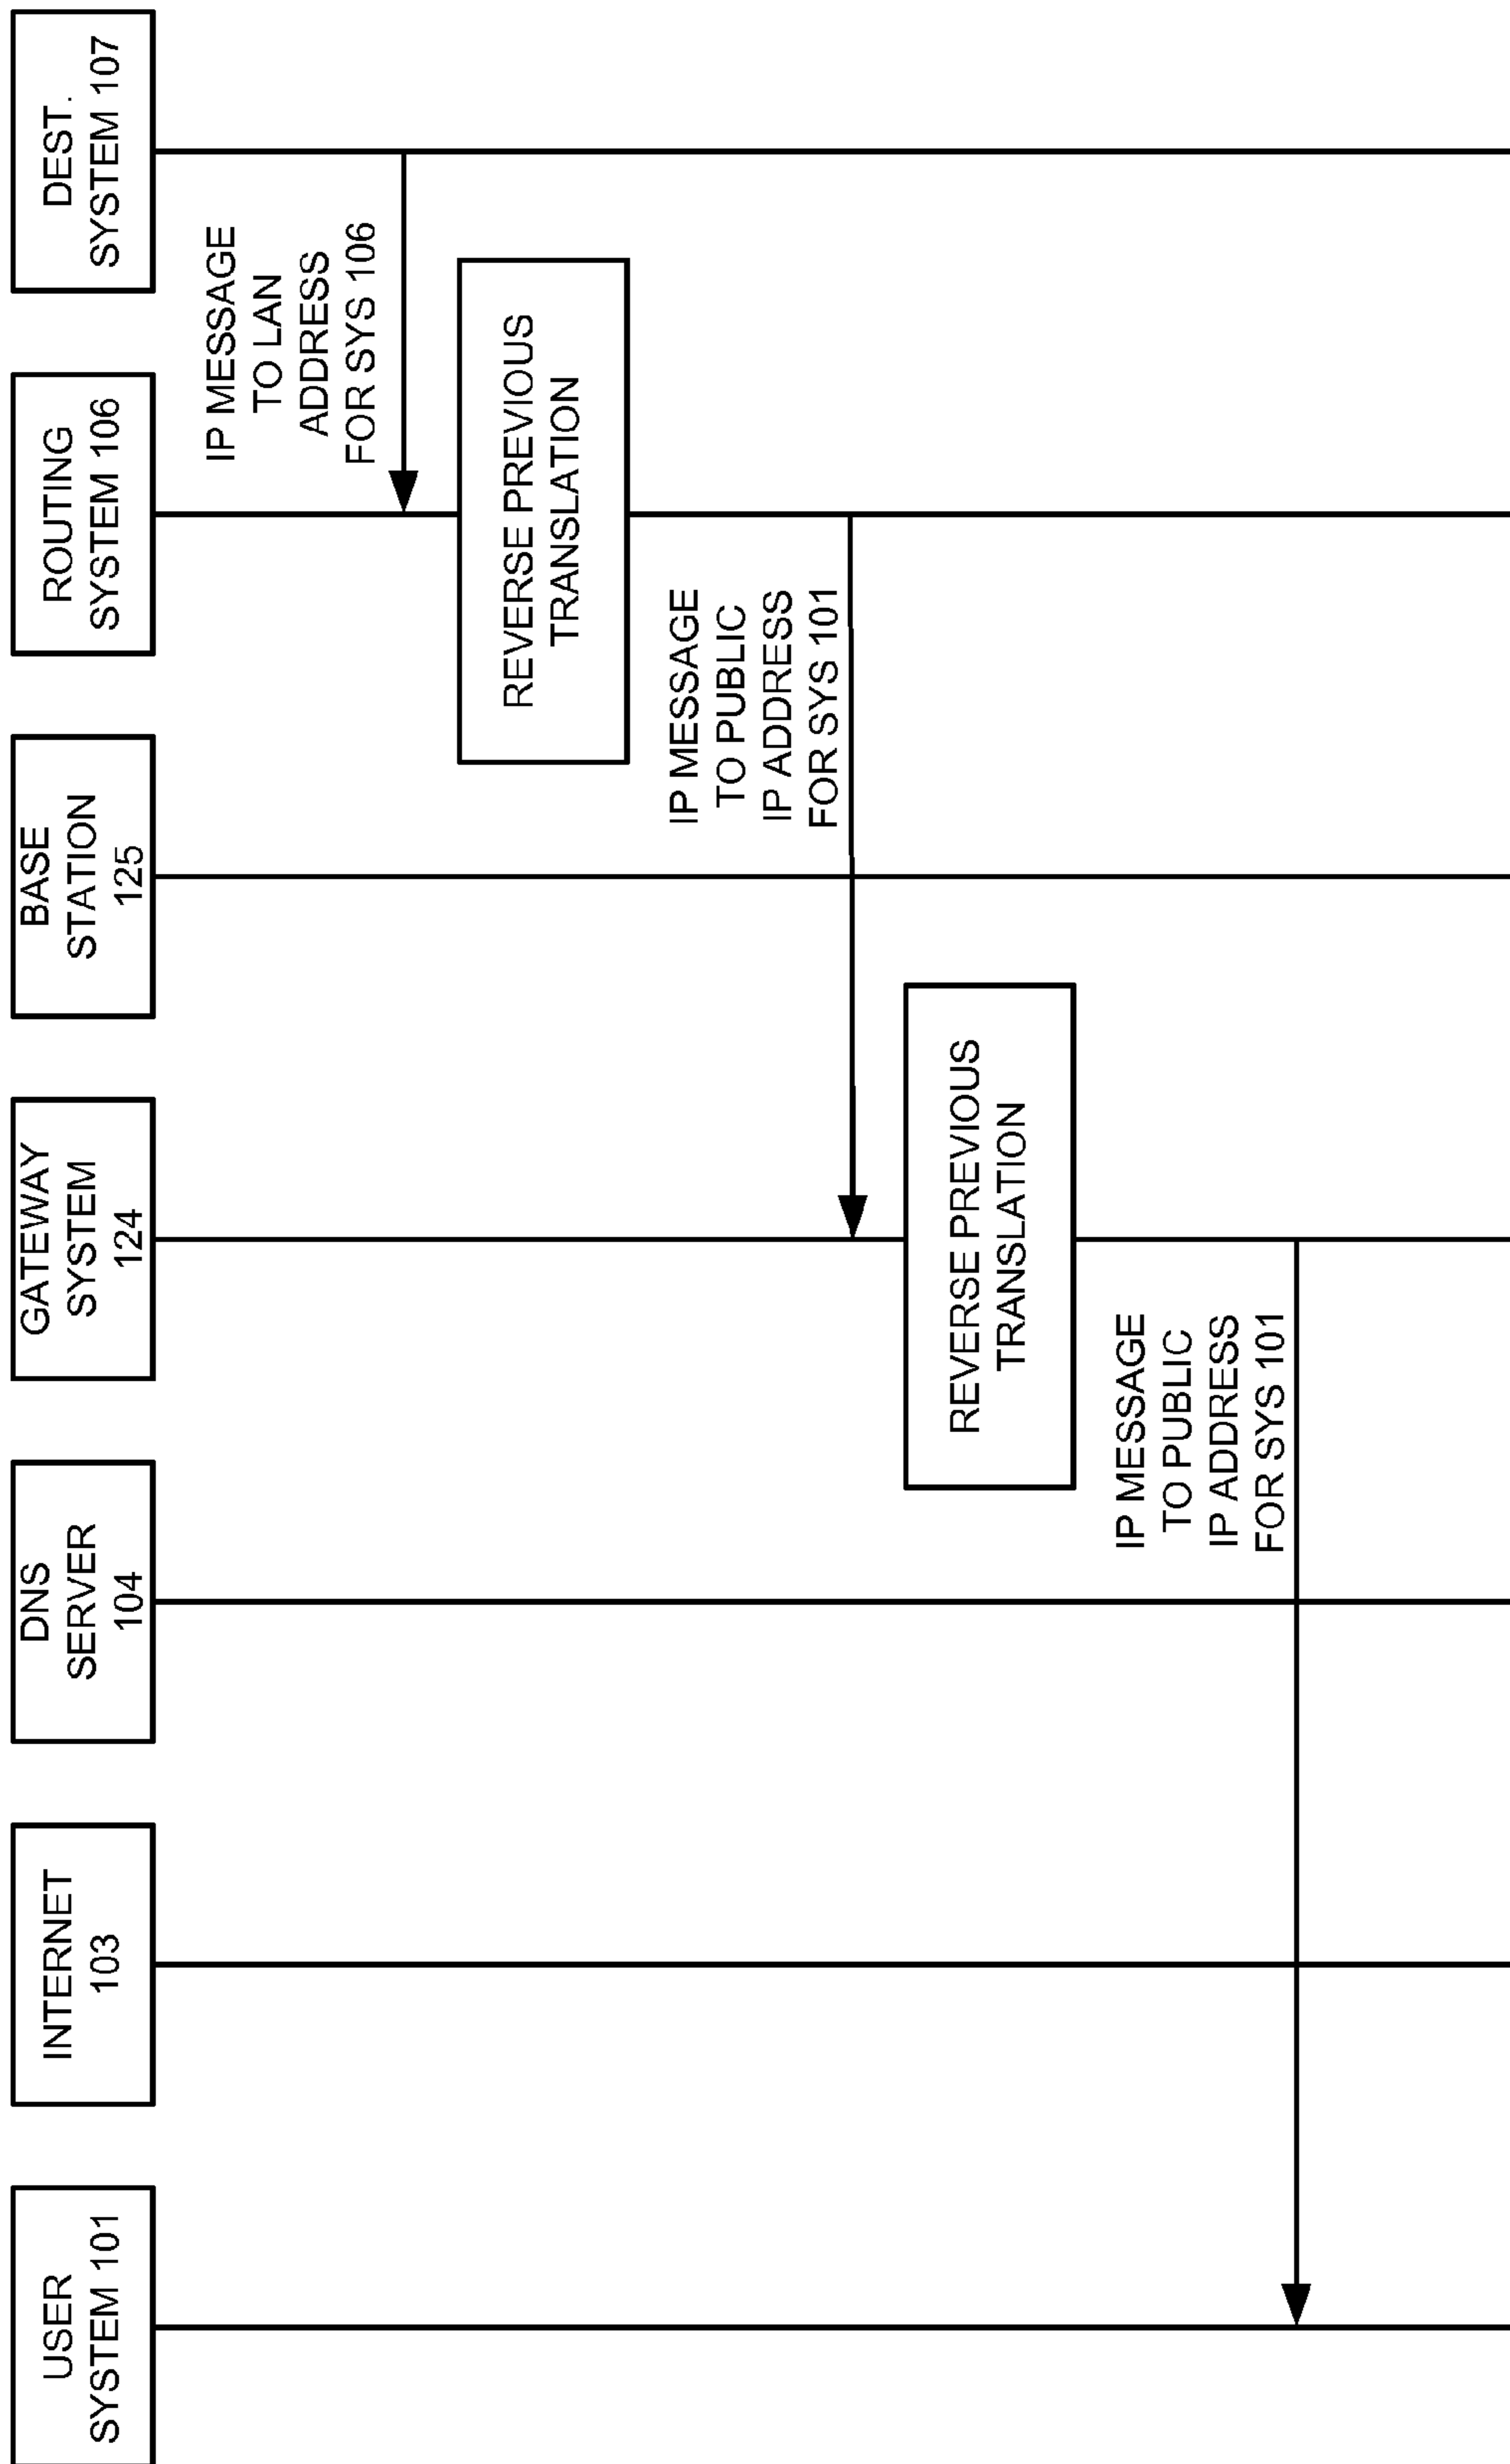 USER
SYSTEM 101
INTERNET
103
DNS
SERVER
104
GATEWAY
SYSTEM
124
BASE
STATION
125
ROUTING
SYSTEM 106
DEST.
SYSTEM 107
IP MESSAGE
TO LAN
ADDRESS
FOR SYS 106
REVERSE PREVIOUS
TRANSLATION
IP MESSAGE
TO PUBLIC
IP ADDRESS
FOR SYS 101
REVERSE PREVIOUS
TRANSLATION
IP MESSAGE
TO PUBLIC
IP ADDRESS
FOR SYS 101